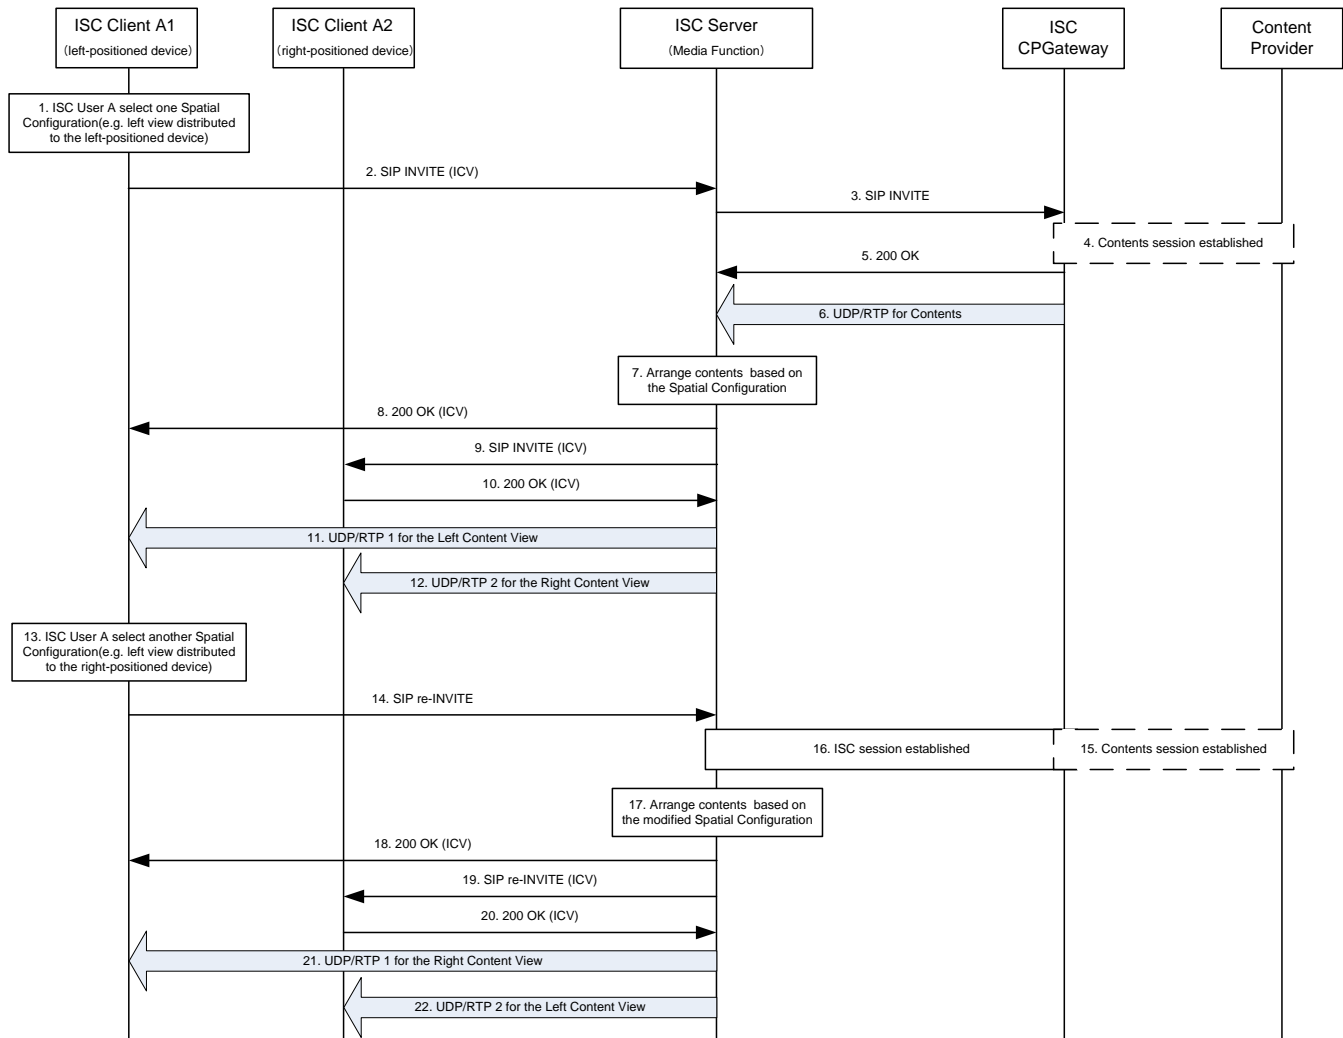 ISC Client A1
(left-positioned device)
ISC Client A2
(right-positioned device)
ISC Server
(Media Function)
ISC
CPGateway
Content
Provider
1. ISC User A select one Spatial
Configuration(e.g. left view distributed
to the left-positioned device)
2. SIP INVITE (ICV)
3. SIP INVITE
4. Contents session established
5. 200 OK
6. UDP/RTP for Contents
7. Arrange contents based on
the Spatial Configuration
8. 200 OK (ICV)
9. SIP INVITE (ICV)
10. 200 OK (ICV)
11. UDP/RTP 1 for the Left Content View
12. UDP/RTP 2 for the Right Content View
13. ISC User A select another Spatial
Configuration(e.g. left view distributed
to the right-positioned device)
14. SIP re-INVITE
16. ISC session established
15. Contents session established
17. Arrange contents based on
the modified Spatial Configuration
18. 200 OK (ICV)
19. SIP re-INVITE (ICV)
20. 200 OK (ICV)
21. UDP/RTP 1 for the Right Content View
22. UDP/RTP 2 for the Left Content View